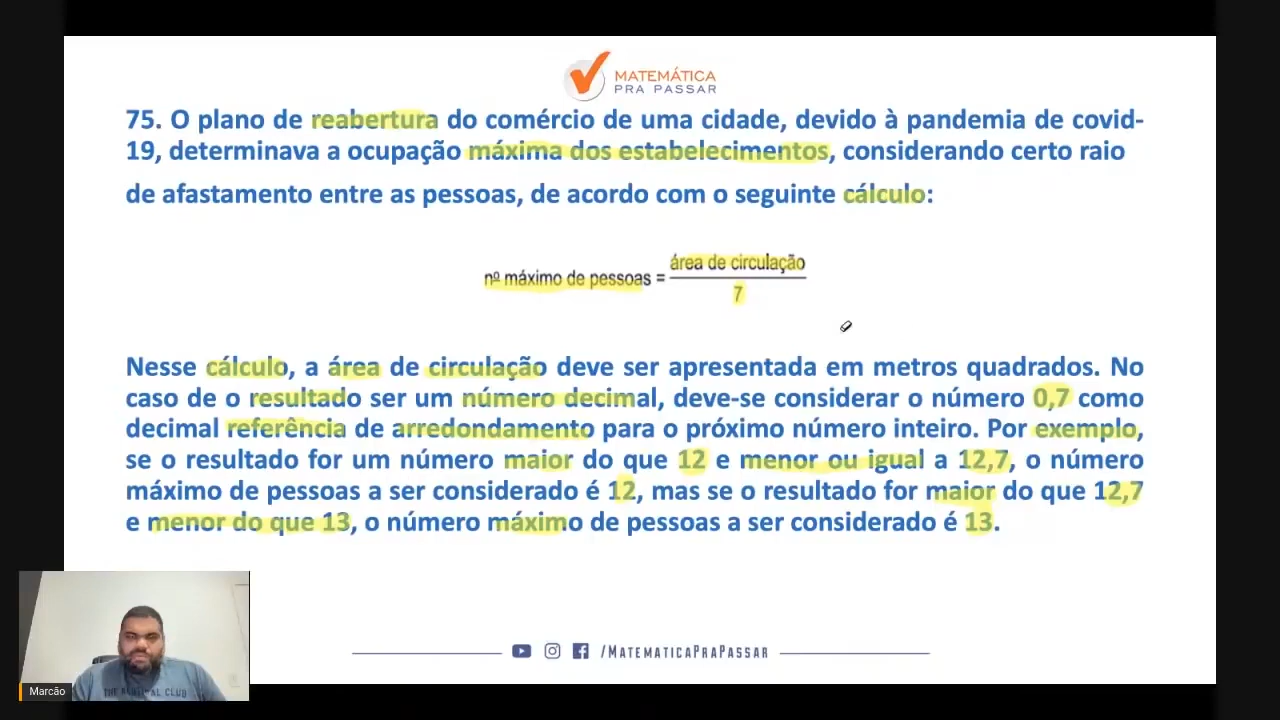 MATEMÁTICA
PRA PASSAR
75. O plano de reabertura do comércio de uma cidade, devido à pandemia de covid-
19, determinava a ocupação máxima dos estabelecimentos, considerando certo raio
de afastamento entre as pessoas, de acordo com o seguinte cálculo:
nº máximo de pessoas = área de circulação
7
Nesse cálculo, a área de circulação deve ser apresentada em metros quadrados. No
caso de o resultado ser um número decimal, deve-se considerar o número 0,7 como
decimal referência de arredondamento para o próximo número inteiro. Por exemplo,
se o resultado for um número maior do que 12 e menor ou igual a 12,7, o número
máximo de pessoas a ser considerado é 12, mas se o resultado for maior do que 12,7
e menor do que 13, o número máximo de pessoas a ser considerado é 13.
/MATEMATICAPRAPASSAR
Marcão